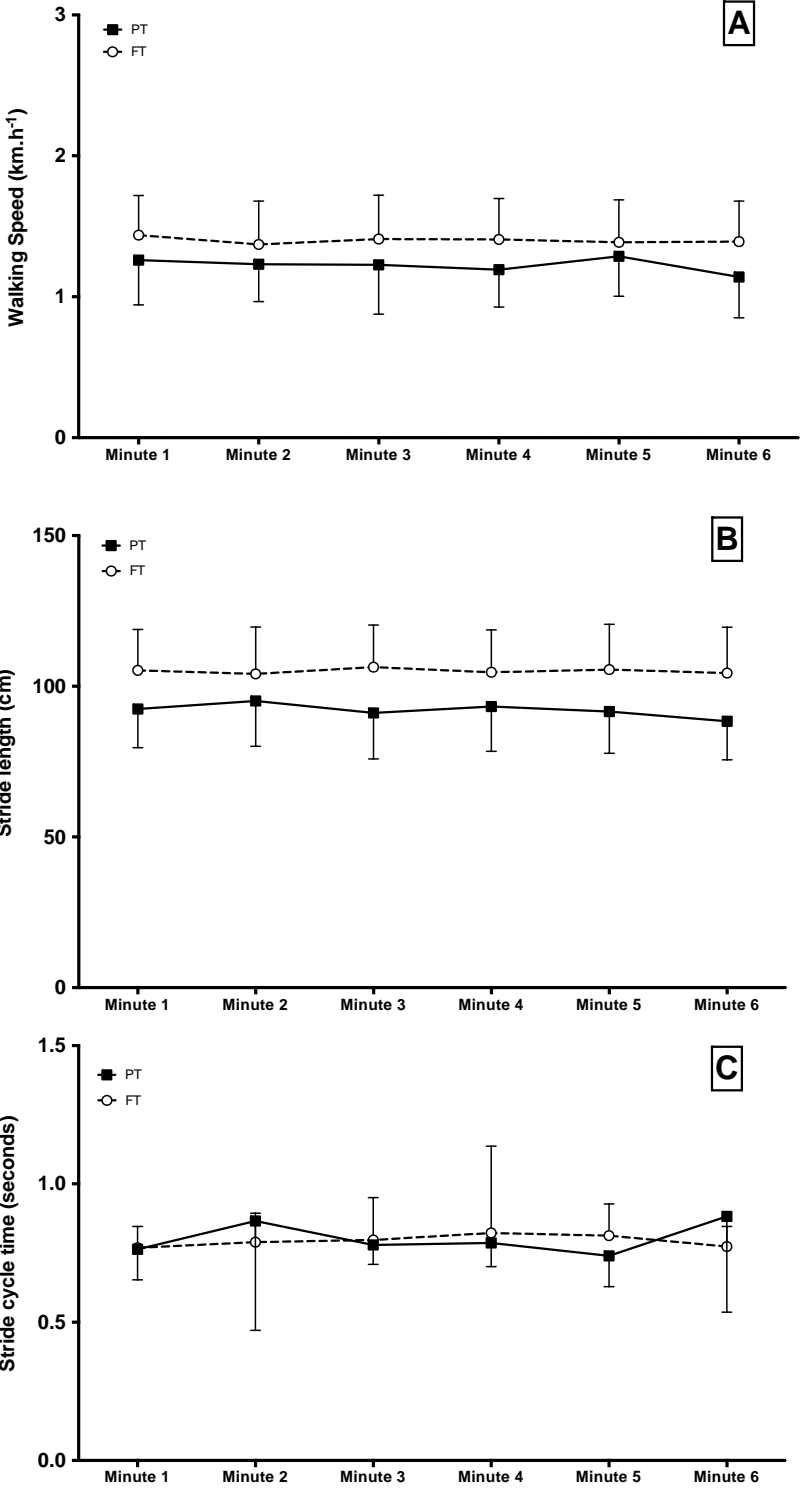 A
3
PT
FT
2
Walking Speed (km.h-1)
1
0
Minute 1 Minute 2 Minute 3 Minute 4 Minute 5 Minute 6
B
150
PT
FT
100
Stride length (cm)
50
0
Minute 1 Minute 2 Minute 3 Minute 4 Minute 5 Minute 6
C
1.5
PT
FT
1.0
Stride cycle time (seconds)
0.5
0.0
Minute 1 Minute 2 Minute 3 Minute 4 Minute 5 Minute 6